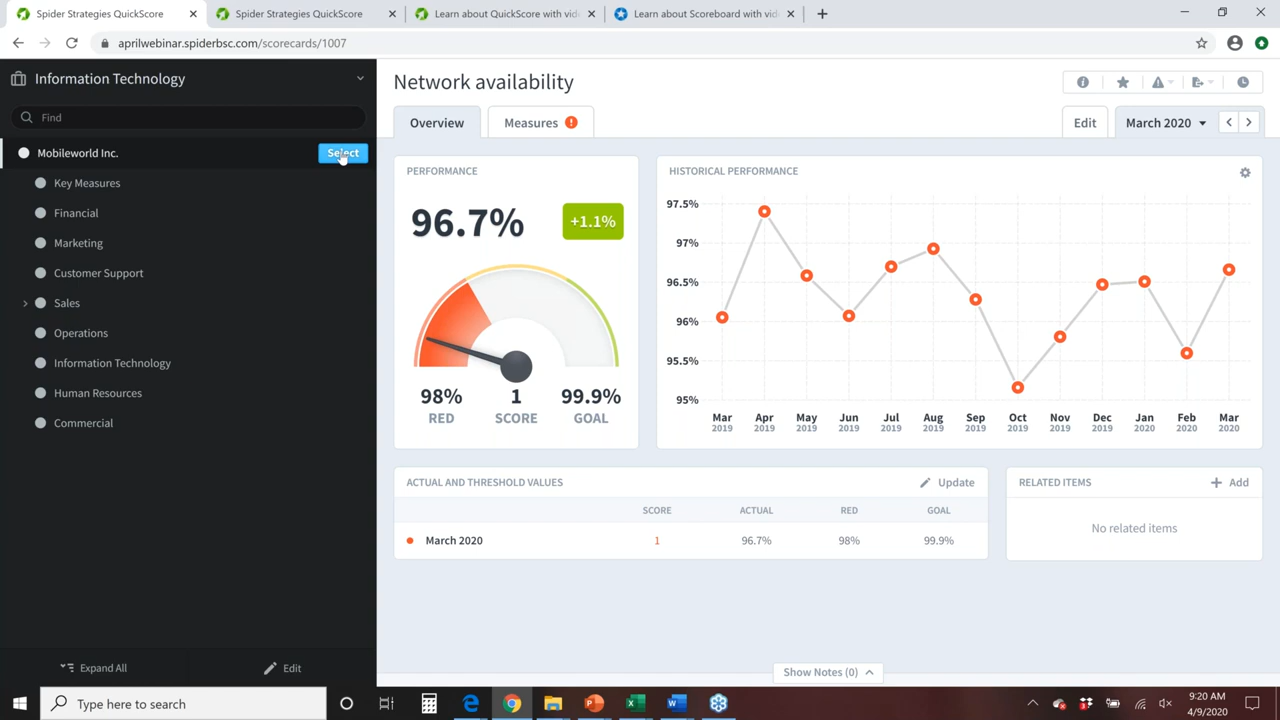 Spider Strategies QuickScore
Spider Strategies QuickScore
Learn about QuickScore with vid
Learn about Scoreboard with vid
aprilwebinar.spiderbsc.com/scorecards/1007
Information Technology
Find
Mobileworld Inc.
Select
Key Measures
Financial
Marketing
Customer Support
Sales
Operations
Information Technology
Human Resources
Commercial
Expand All
Edit
Network availability
Overview
Measures
Edit
March 2020
PERFORMANCE
96.7%
+1.1%
98%
1
99.9%
RED
SCORE
GOAL
HISTORICAL PERFORMANCE
97.5%
97%
96.5%
96%
95.5%
95%
Mar Apr May Jun Jul Aug Sep Oct Nov Dec Jan Feb Mar
2019 2019 2019 2019 2019 2019 2019 2019 2019 2019 2020 2020 2020
ACTUAL AND THRESHOLD VALUES
Update
SCORE ACTUAL RED GOAL
March 2020 1 96.7% 98% 99.9%
RELATED ITEMS
Add
No related items
Show Notes (0)
Type here to search
9:20 AM
4/9/2020